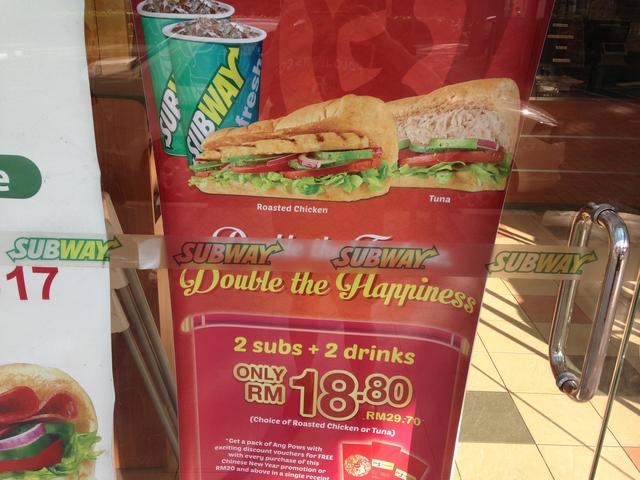 SUBWAY
SUBWAY
fresh
Roasted Chicken
Tuna
SUBWAY
SUBWAY
SUBWAY
SUBWAY
17
Double the Happiness
2 subs + 2 drinks
ONLY
RM 18.80
RM29.70
(Choice of Roasted Chicken or Tuna)
*Get a pack of Ang Pows with
exciting discount vouchers for FREE
with every purchase of this
Chinese New Year promotion or
RM20 and above in a single receipt